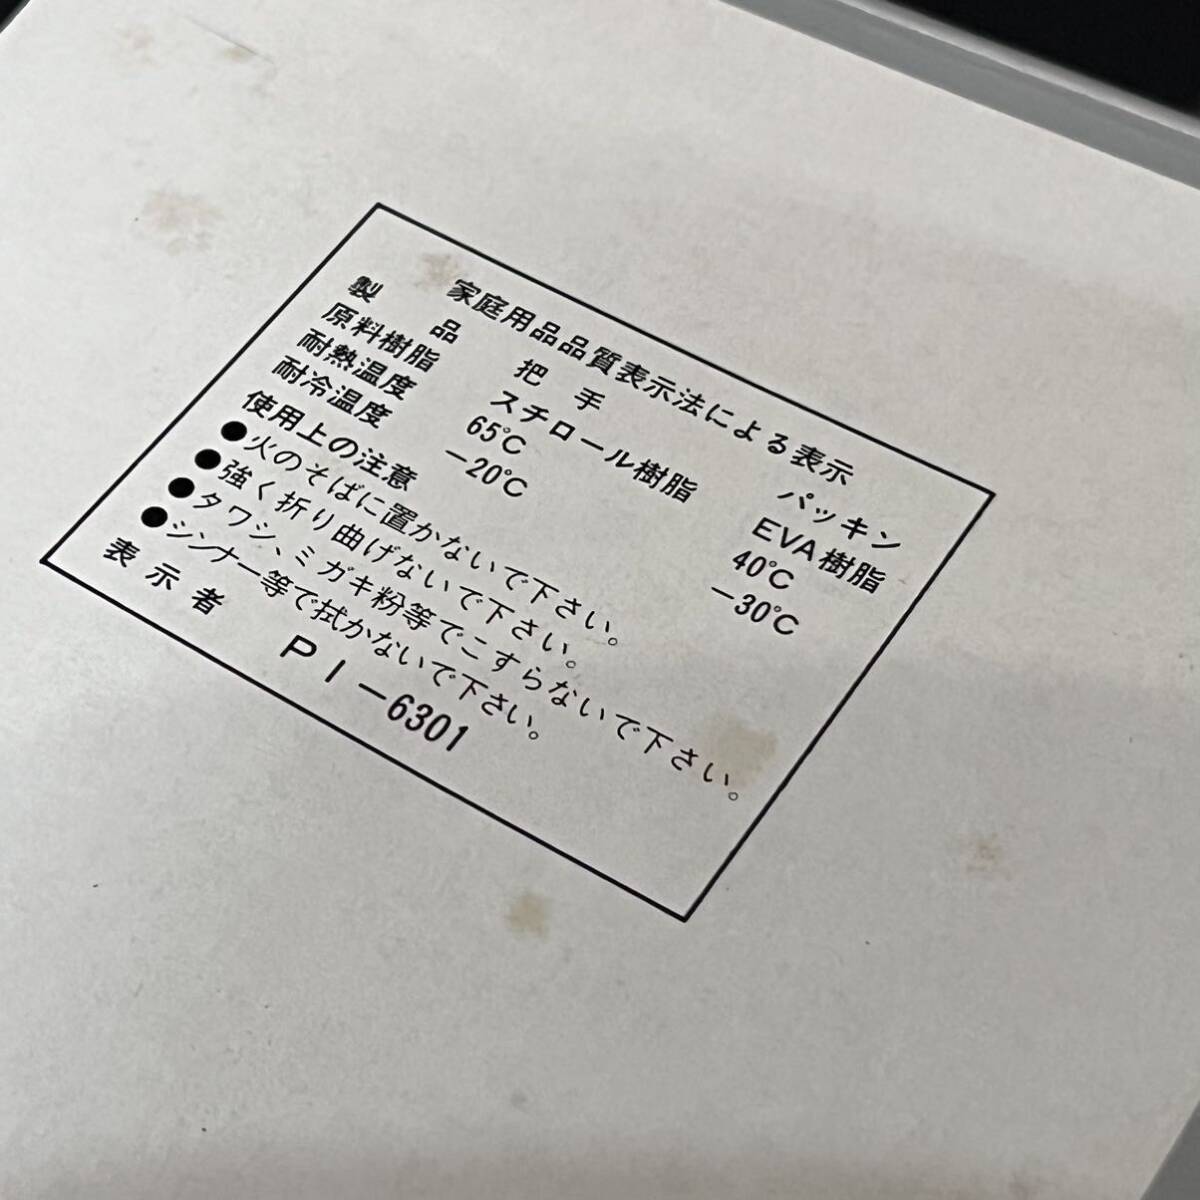 家庭用品品質表示法による表示
製品 把手 パッキン
原料樹脂 スチロール樹脂 EVA樹脂
耐熱温度 65℃ 40℃
耐冷温度 －20℃ －30℃
使用上の注意
●火のそばに置かないで下さい。
●強く折り曲げないで下さい。
●タワシ、ミガキ粉等でこすらないで下さい。
●シンナー等で拭かないで下さい。
表示者 PI－6301